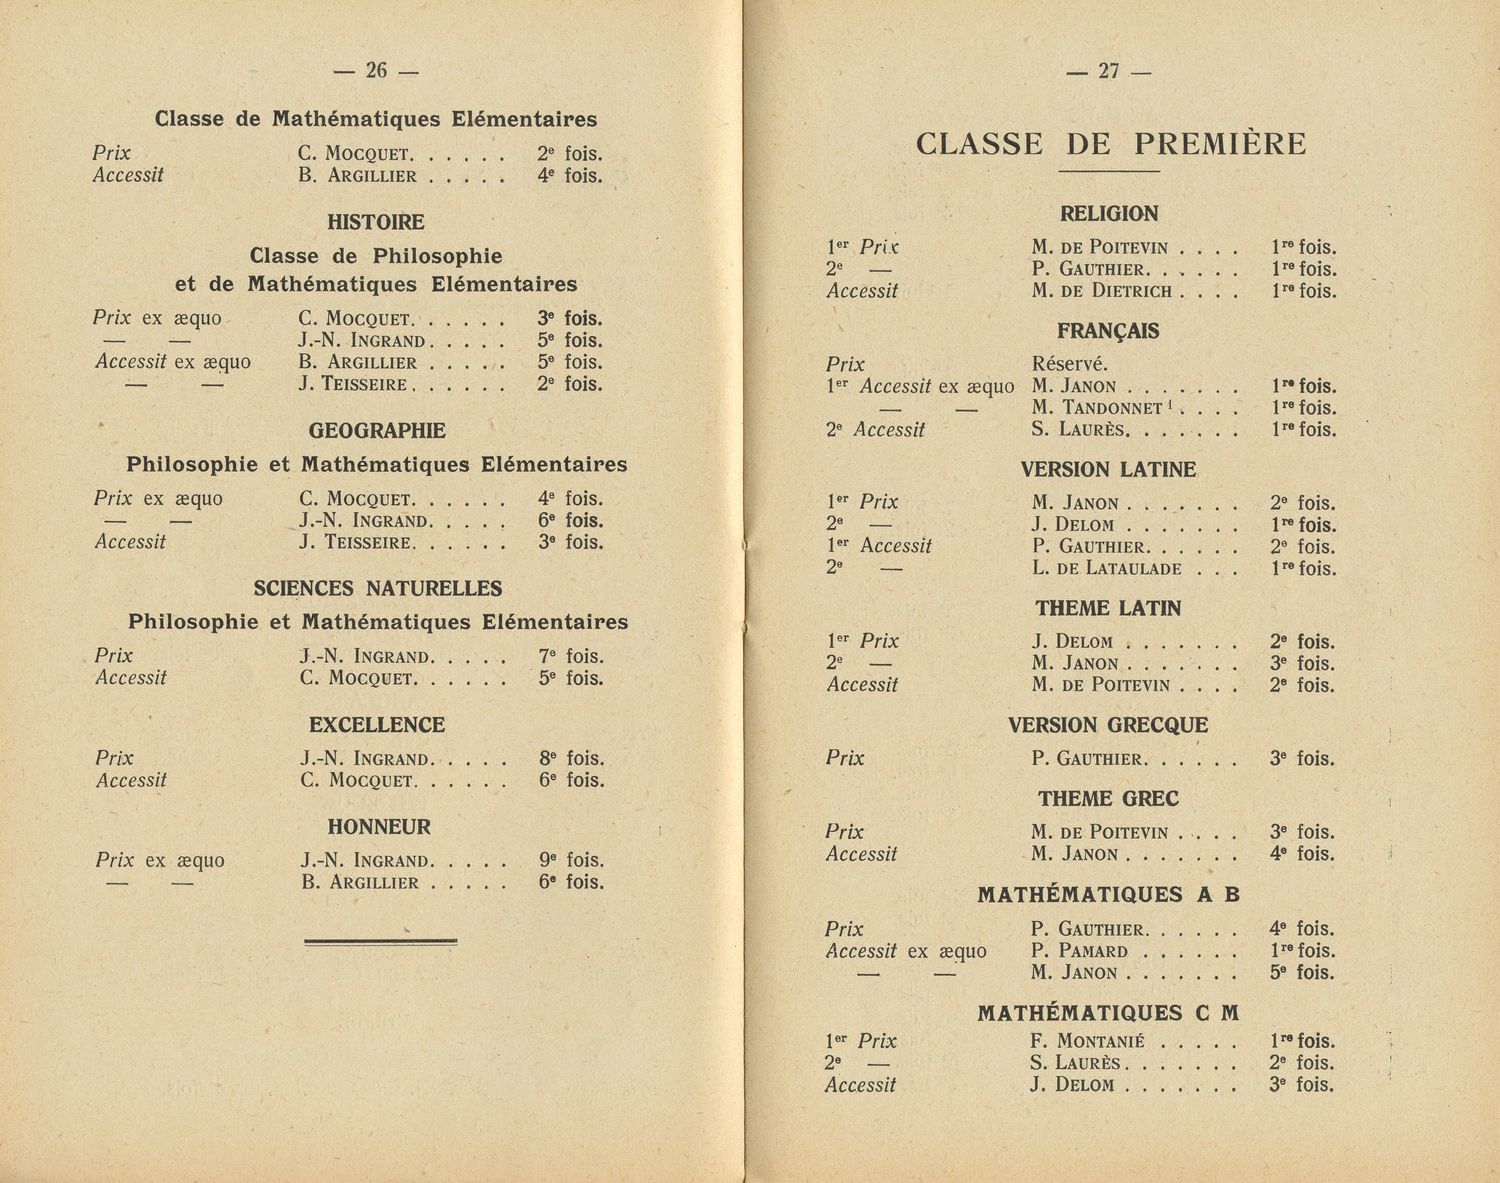 — 26 —
Classe de Mathématiques Elémentaires
Prix C. MOCQUET. . . . . . 2e fois.
Accessit B. ARGILLIER . . . . . 4e fois.
HISTOIRE
Classe de Philosophie
et de Mathématiques Elémentaires
Prix ex æquo C. MOCQUET. . . . . . 3e fois.
— — J.-N. INGRAND. . . . . 5e fois.
Accessit ex æquo B. ARGILLIER . . . . . 5e fois.
— — J. TEISSEIRE. . . . . . 2e fois.
GEOGRAPHIE
Philosophie et Mathématiques Elémentaires
Prix ex æquo C. MOCQUET. . . . . . 4e fois.
— — J.-N. INGRAND. . . . . 6e fois.
Accessit J. TEISSEIRE. . . . . . 3e fois.
SCIENCES NATURELLES
Philosophie et Mathématiques Elémentaires
Prix J.-N. INGRAND. . . . . 7e fois.
Accessit C. MOCQUET. . . . . . 5e fois.
EXCELLENCE
Prix J.-N. INGRAND. . . . . 8e fois.
Accessit C. MOCQUET. . . . . . 6e fois.
HONNEUR
Prix ex æquo J.-N. INGRAND. . . . . 9e fois.
— — B. ARGILLIER . . . . . 6e fois.
— 27 —
CLASSE DE PREMIÈRE
RELIGION
1er Prix M. DE POITEVIN . . . . 1re fois.
2e — P. GAUTHIER. . . . . . 1re fois.
Accessit M. DE DIETRICH . . . . 1re fois.
FRANÇAIS
Prix Réservé.
1er Accessit ex æquo M. JANON . . . . . . . 1re fois.
— — M. TANDONNET 1 . . . . 1re fois.
2e Accessit S. LAURÈS. . . . . . . 1re fois.
VERSION LATINE
1er Prix M. JANON . . . . . . . 2e fois.
2e — J. DELOM . . . . . . . 1re fois.
1er Accessit P. GAUTHIER. . . . . . 2e fois.
2e — L. DE LATAULADE . . . 1re fois.
THEME LATIN
1er Prix J. DELOM . . . . . . . 2e fois.
2e — M. JANON . . . . . . . 3e fois.
Accessit M. DE POITEVIN . . . . 2e fois.
VERSION GRECQUE
Prix P. GAUTHIER. . . . . . 3e fois.
THEME GREC
Prix M. DE POITEVIN . . . . 3e fois.
Accessit M. JANON . . . . . . . 4e fois.
MATHÉMATIQUES A B
Prix P. GAUTHIER. . . . . . 4e fois.
Accessit ex æquo P. PAMARD . . . . . . 1re fois.
— — M. JANON . . . . . . . 5e fois.
MATHÉMATIQUES C M
1er Prix F. MONTANIÉ . . . . . 1re fois.
2e — S. LAURÈS. . . . . . . 2e fois.
Accessit J. DELOM . . . . . . . 3e fois.